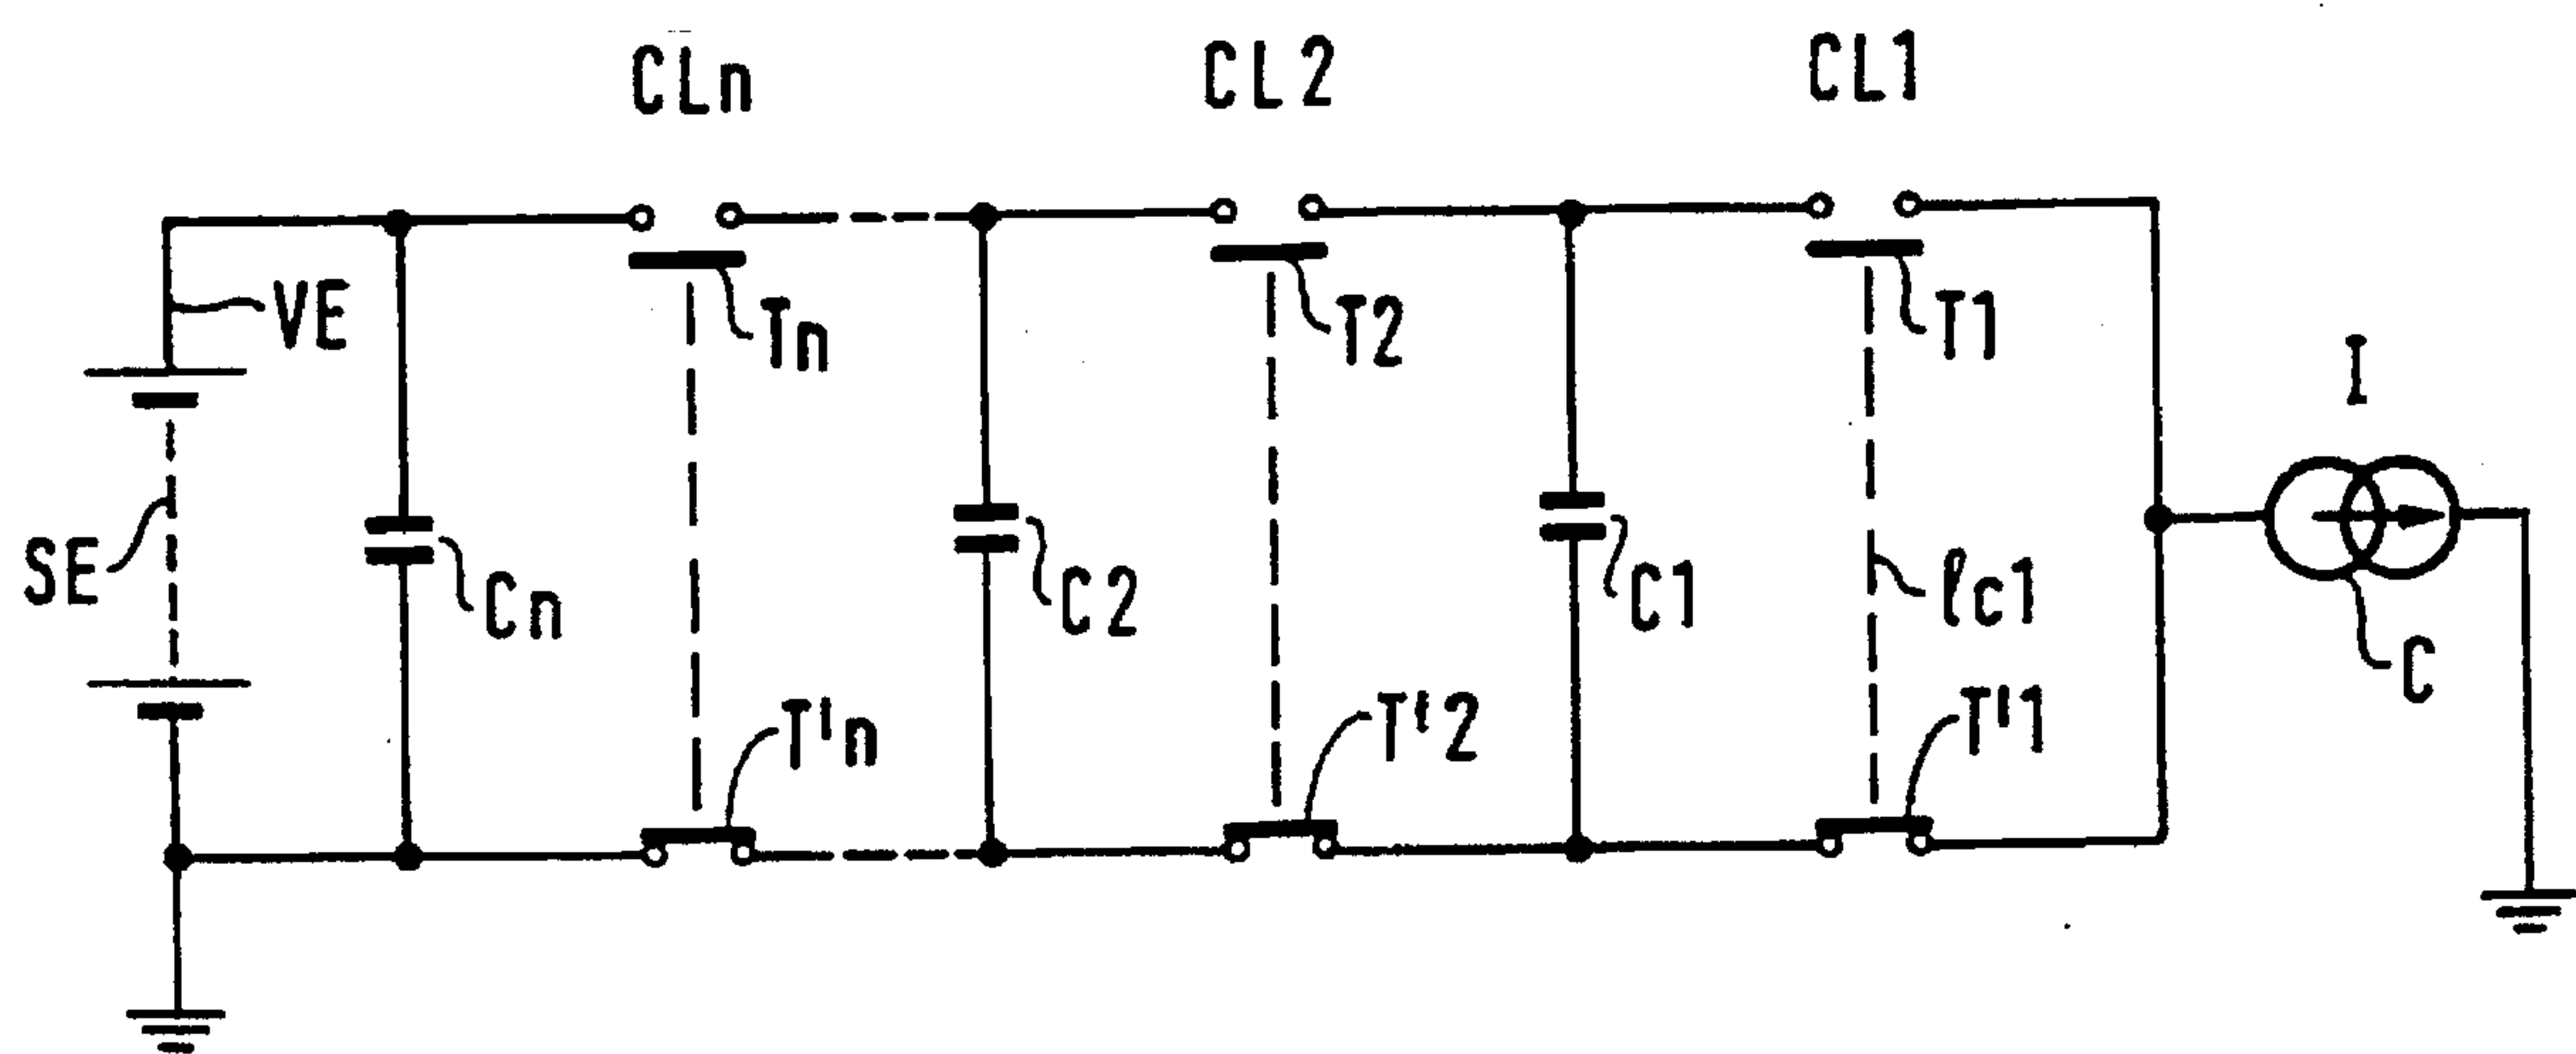 CLn CL2 CL1
VE Tn T2 T1
I
SE Cn C2 C1 ℓc1
C
T'n T'2 T'1